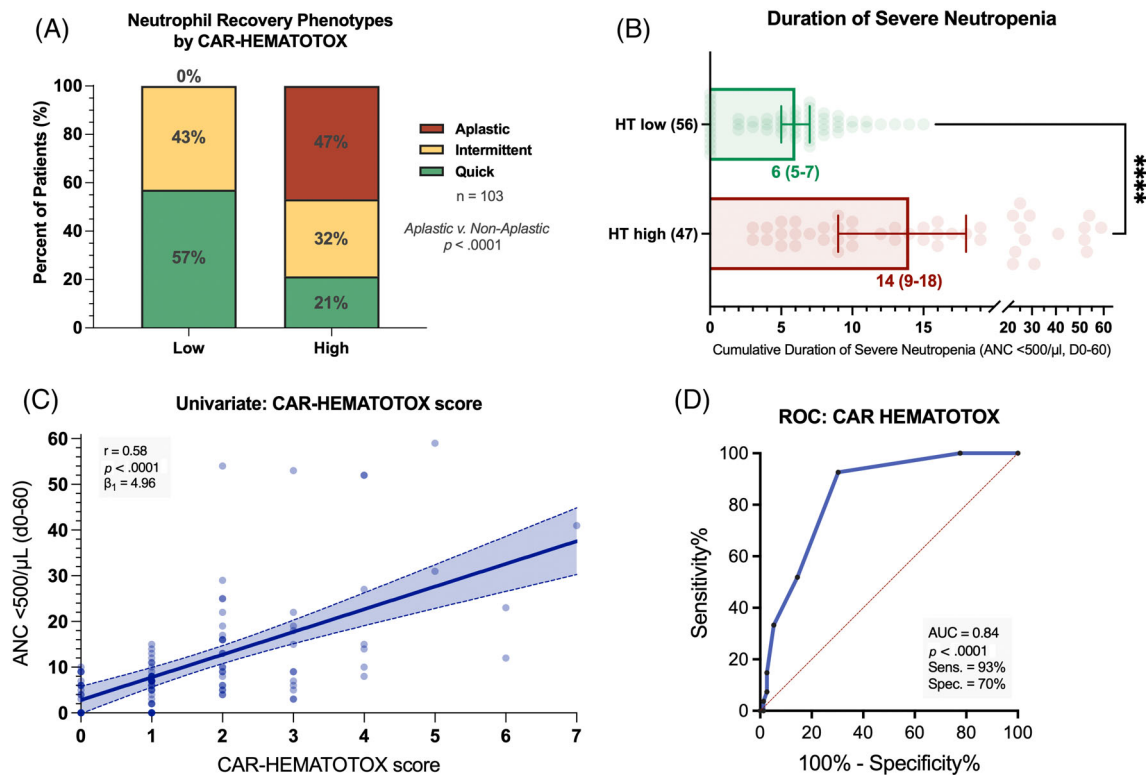 (A)
Neutrophil Recovery Phenotypes
by CAR-HEMATOTOX
Percent of Patients (%)
100
80
60
40
20
0
0%
43%
57%
47%
32%
21%
Low
High
Aplastic
Intermittent
Quick
n = 103
Aplastic v. Non-Aplastic
p < .0001
(B)
Duration of Severe Neutropenia
HT low (56)
6 (5-7)
HT high (47)
14 (9-18)
****
0 5 10 15 20 30 40 50 60
Cumulative Duration of Severe Neutropenia (ANC <500/µl, D0-60)
(C)
Univariate: CAR-HEMATOTOX score
r = 0.58
p < .0001
β1 = 4.96
ANC <500/µL (d0-60)
60
50
40
30
20
10
0
0 1 2 3 4 5 6 7
CAR-HEMATOTOX score
(D)
ROC: CAR HEMATOTOX
Sensitivity%
100
80
60
40
20
0
AUC = 0.84
p < .0001
Sens. = 93%
Spec. = 70%
0 20 40 60 80 100
100% - Specificity%